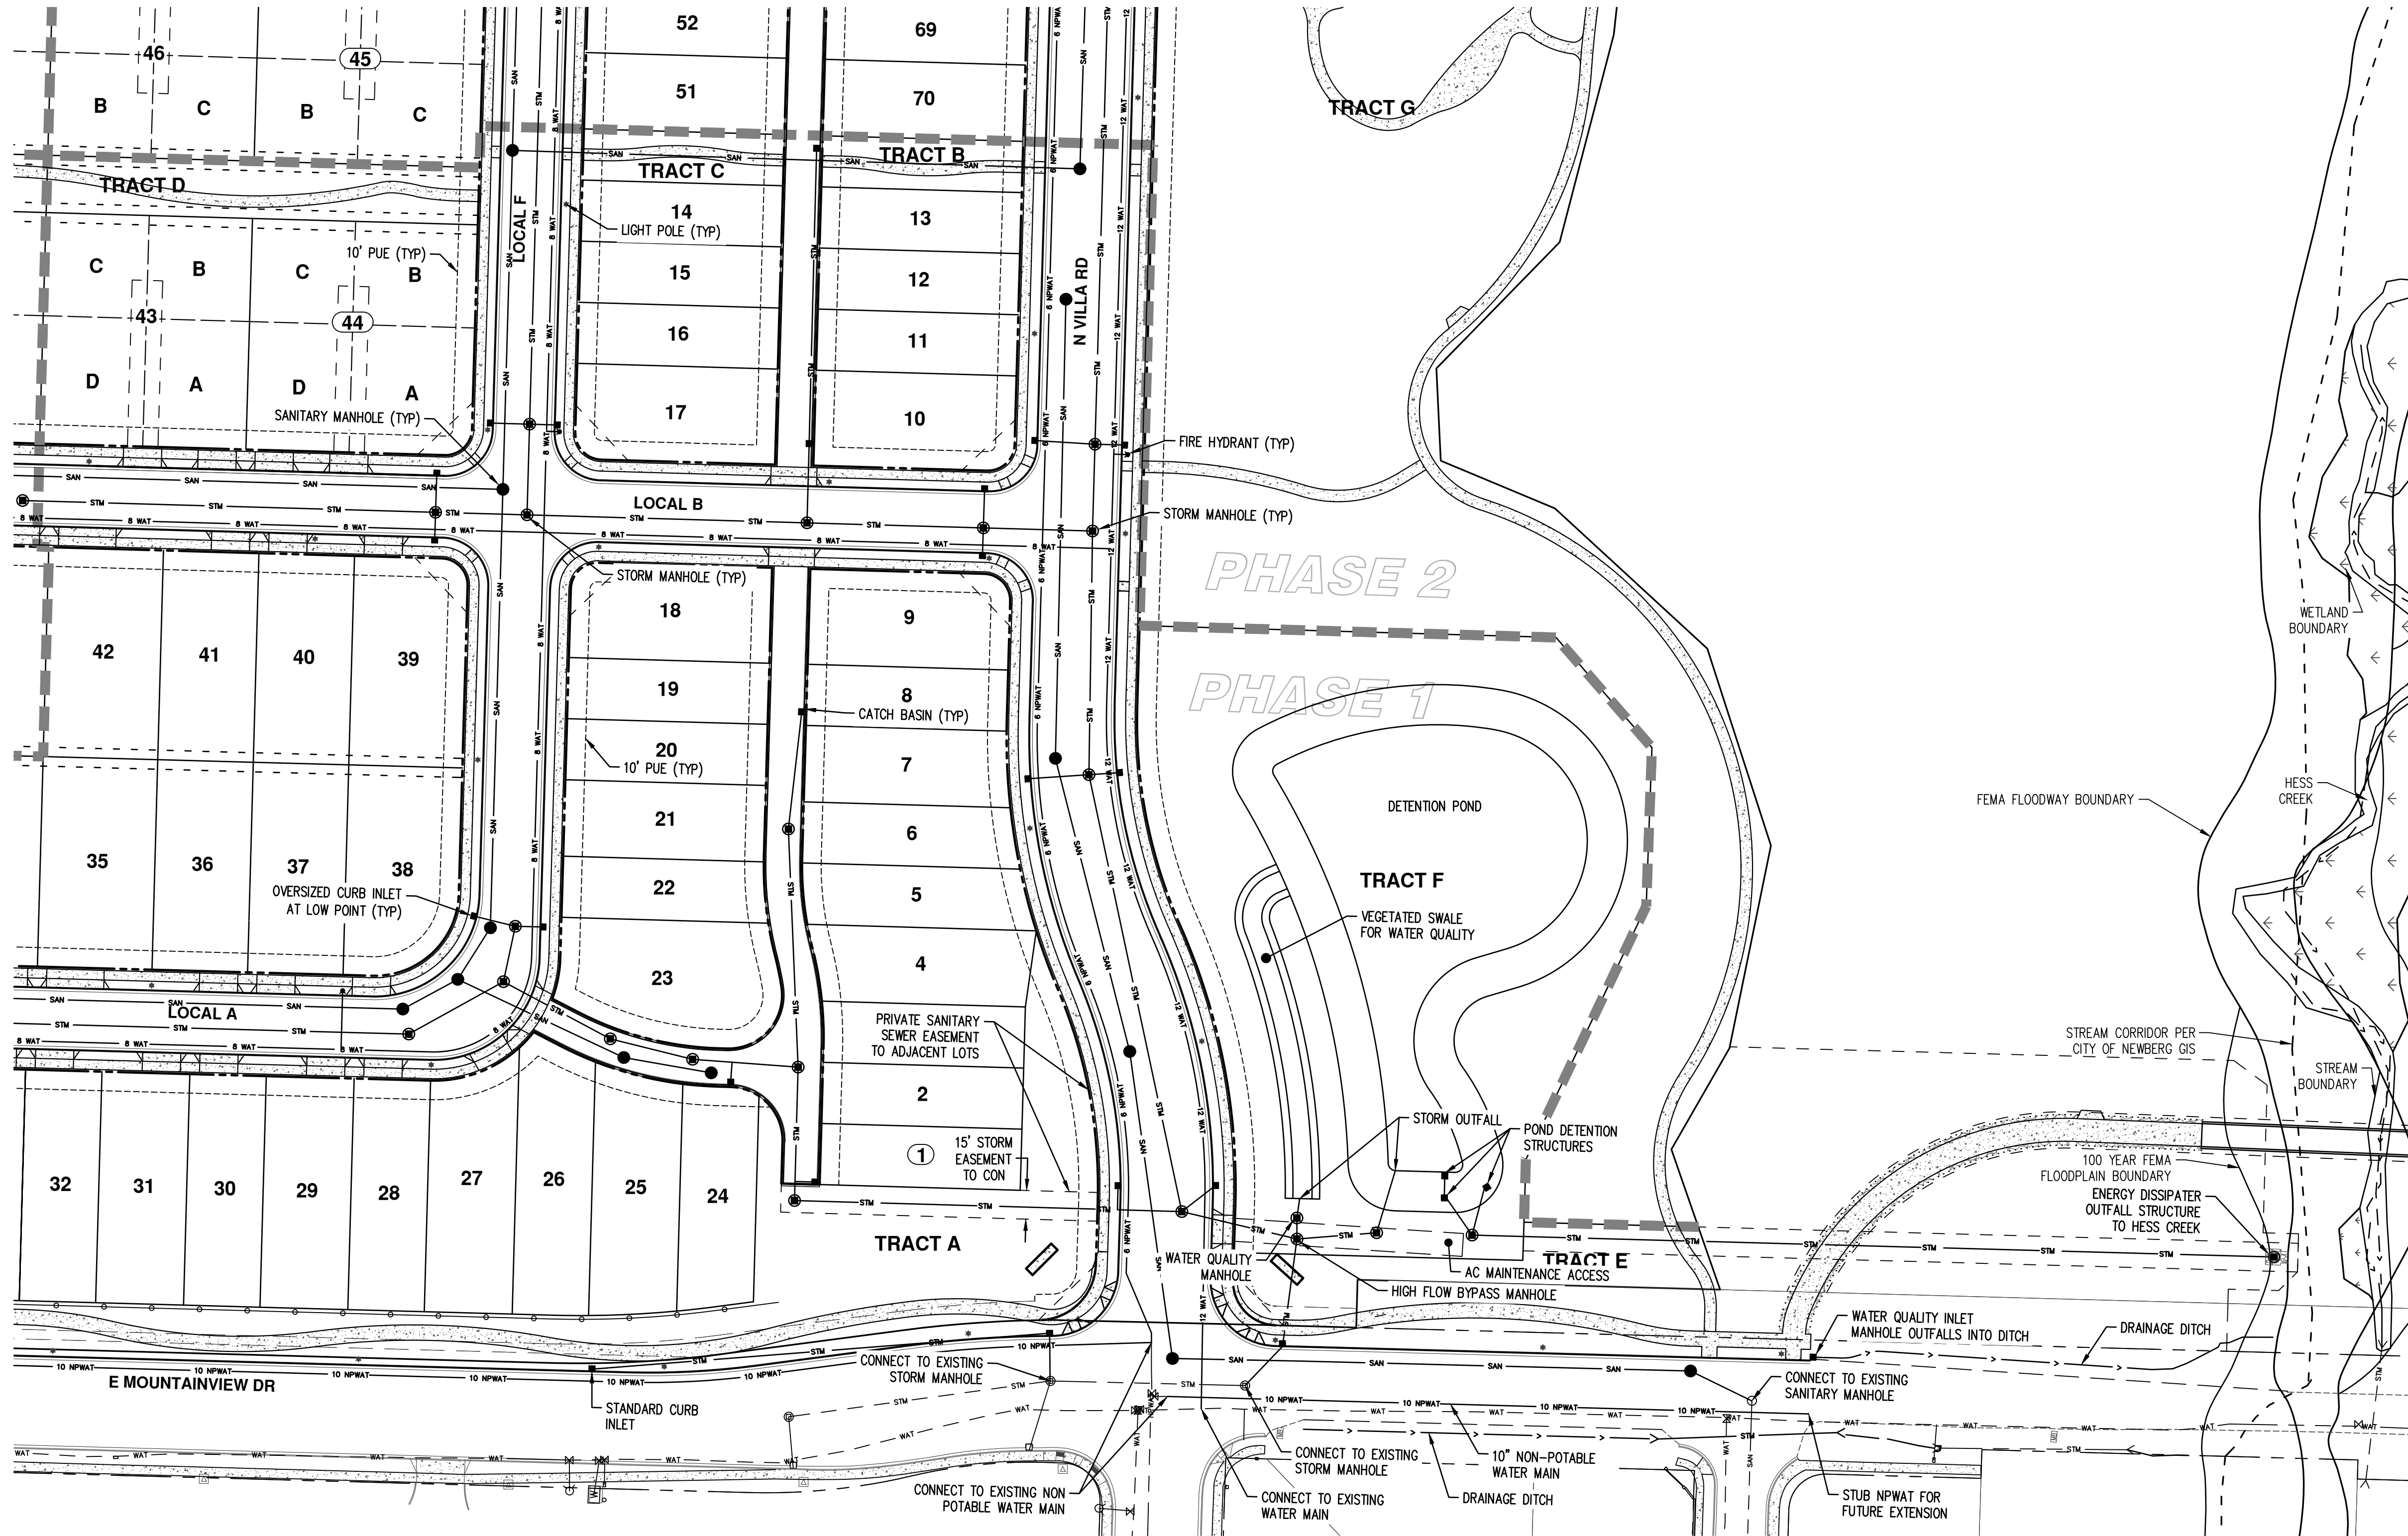 52
69
46
45
51
70
B
C
B
C
TRACT G
TRACT B
TRACT C
TRACT D
14
13
LIGHT POLE (TYP)
LOCAL F
10' PUE (TYP)
C
B
C
B
15
12
N VILLA RD
43
44
16
11
D
A
D
A
17
10
SANITARY MANHOLE (TYP)
FIRE HYDRANT (TYP)
LOCAL B
STORM MANHOLE (TYP)
PHASE 2
STORM MANHOLE (TYP)
18
9
WETLAND
BOUNDARY
42
41
40
39
19
8
CATCH BASIN (TYP)
PHASE 1
20
10' PUE (TYP)
7
HESS
CREEK
FEMA FLOODWAY BOUNDARY
DETENTION POND
21
6
35
36
37
38
22
5
TRACT F
OVERSIZED CURB INLET
AT LOW POINT (TYP)
VEGETATED SWALE
FOR WATER QUALITY
23
4
LOCAL A
PRIVATE SANITARY
SEWER EASEMENT
TO ADJACENT LOTS
STREAM CORRIDOR PER
CITY OF NEWBERG GIS
STREAM
BOUNDARY
2
STORM OUTFALL
POND DETENTION
STRUCTURES
1
15' STORM
EASEMENT
TO CON
100 YEAR FEMA
FLOODPLAIN BOUNDARY
32
31
30
29
28
27
26
25
24
ENERGY DISSIPATER
OUTFALL STRUCTURE
TO HESS CREEK
TRACT A
WATER QUALITY
MANHOLE
TRACT E
AC MAINTENANCE ACCESS
HIGH FLOW BYPASS MANHOLE
WATER QUALITY INLET
MANHOLE OUTFALLS INTO DITCH
DRAINAGE DITCH
E MOUNTAINVIEW DR
CONNECT TO EXISTING
STORM MANHOLE
CONNECT TO EXISTING
SANITARY MANHOLE
STANDARD CURB
INLET
CONNECT TO EXISTING
STORM MANHOLE
10" NON-POTABLE
WATER MAIN
CONNECT TO EXISTING NON
POTABLE WATER MAIN
CONNECT TO EXISTING
WATER MAIN
DRAINAGE DITCH
STUB NPWAT FOR
FUTURE EXTENSION
SAN
STM
8 WAT
12 WAT
6 NPWAT
10 NPWAT
WAT